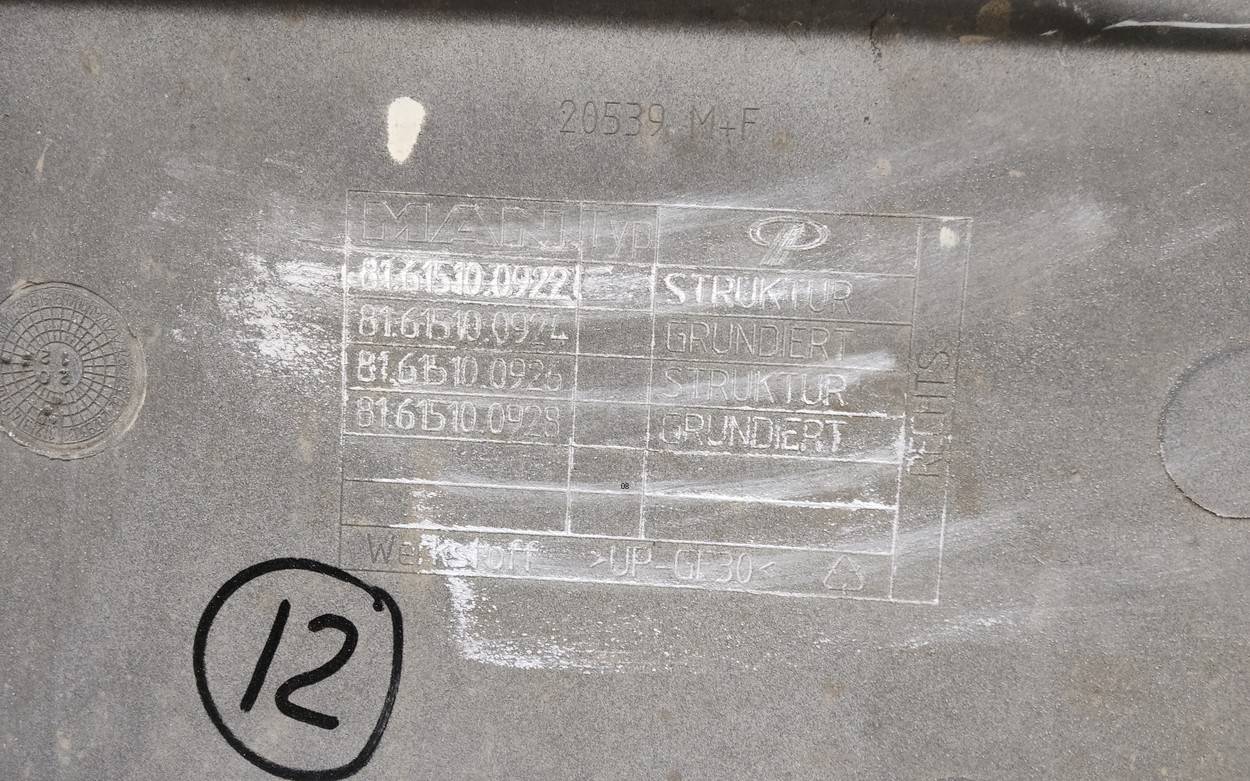 20539 M+F
MAN Typ
81.61510.0922 STRUKTUR
81.61510.0924 GRUNDIERT
81.61510.0926 STRUKTUR
81.61510.0928 GRUNDIERT
RECHTS
08
Werkstoff >UP-GF30<
12